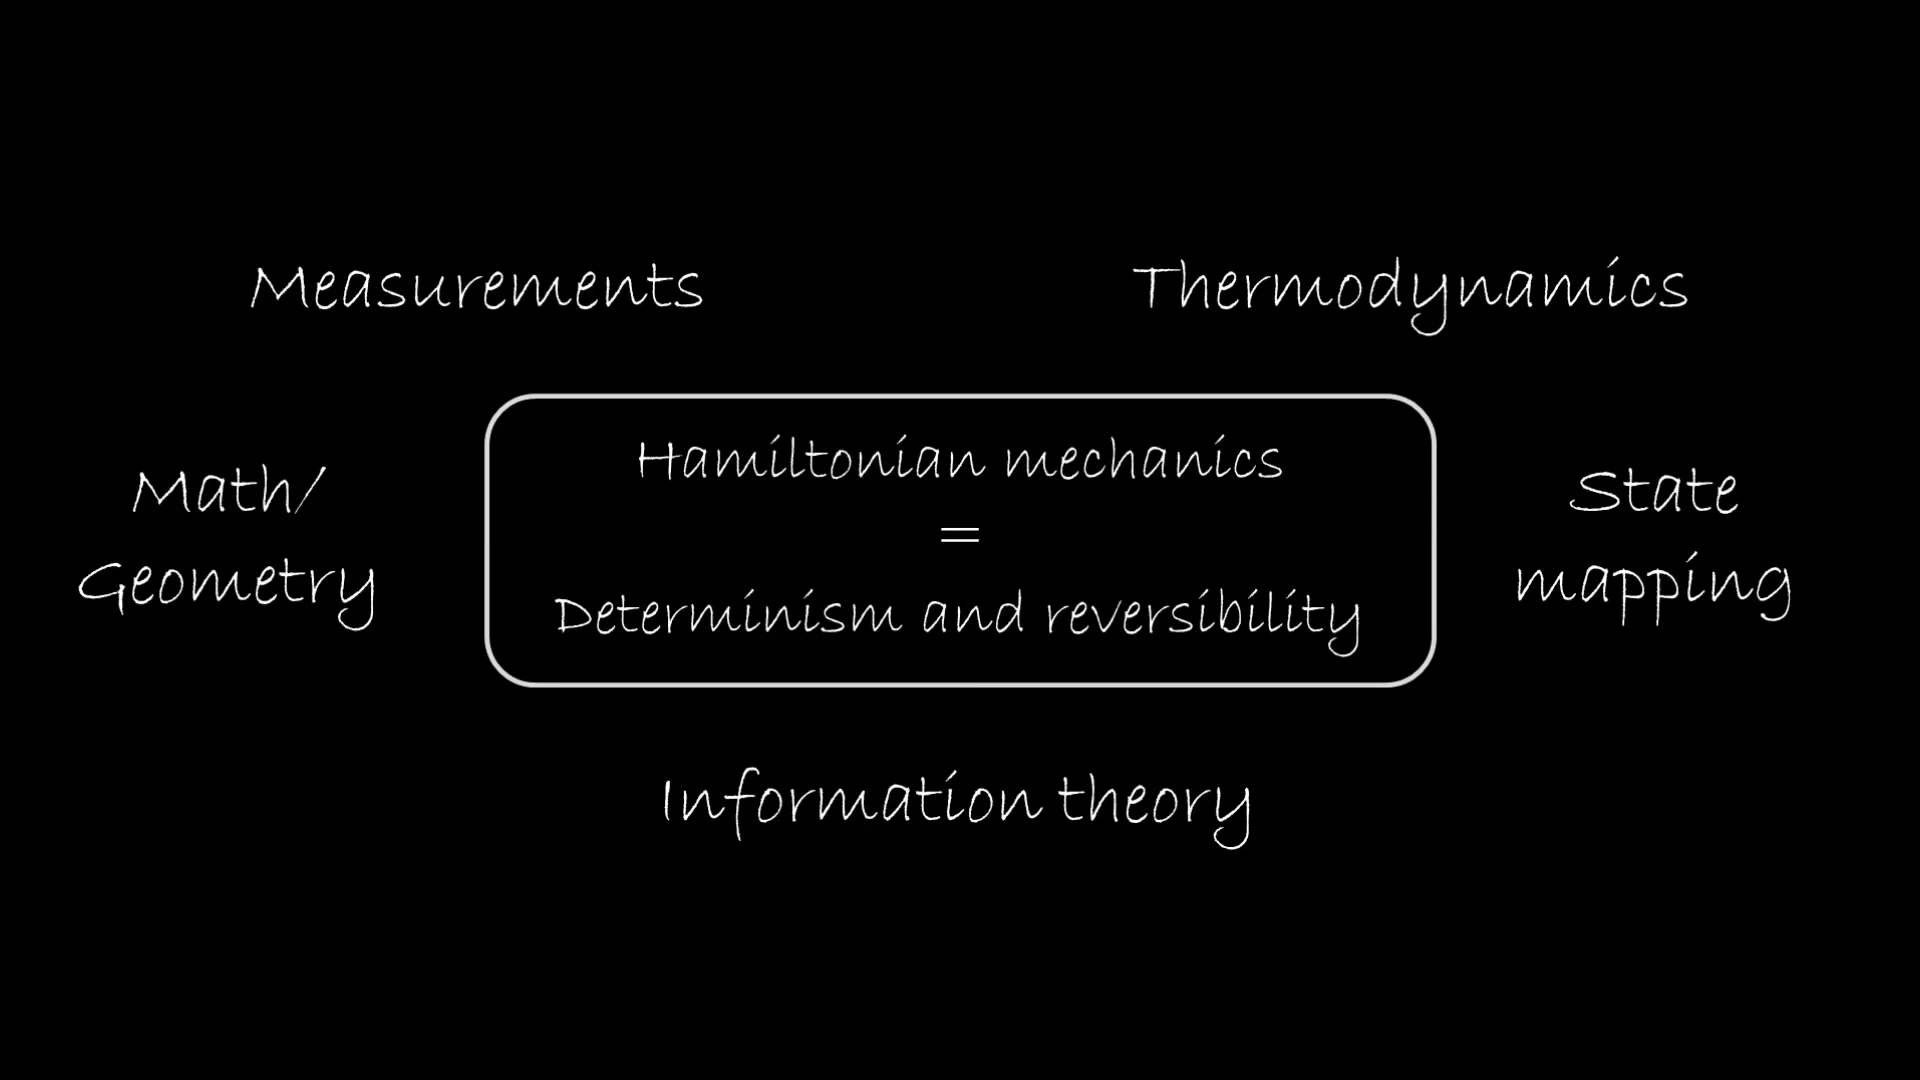 Measurements
Thermodynamics
Math/
Geometry
Hamiltonian mechanics
=
Determinism and reversibility
State
mapping
Information theory